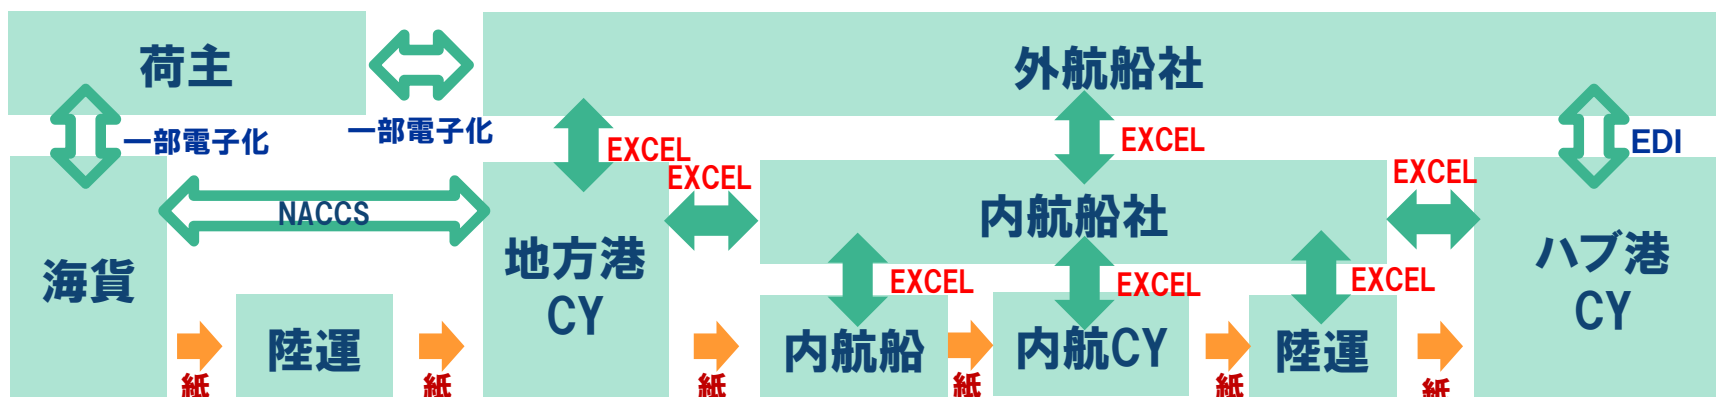 荷主
外航船社
一部電子化
一部電子化
EXCEL
EXCEL
EXCEL
EXCEL
EDI
NACCS
内航船社
海貨
地方港
CY
ハブ港
CY
EXCEL
EXCEL
EXCEL
陸運
内航船
内航CY
陸運
紙
紙
紙
紙
紙
紙